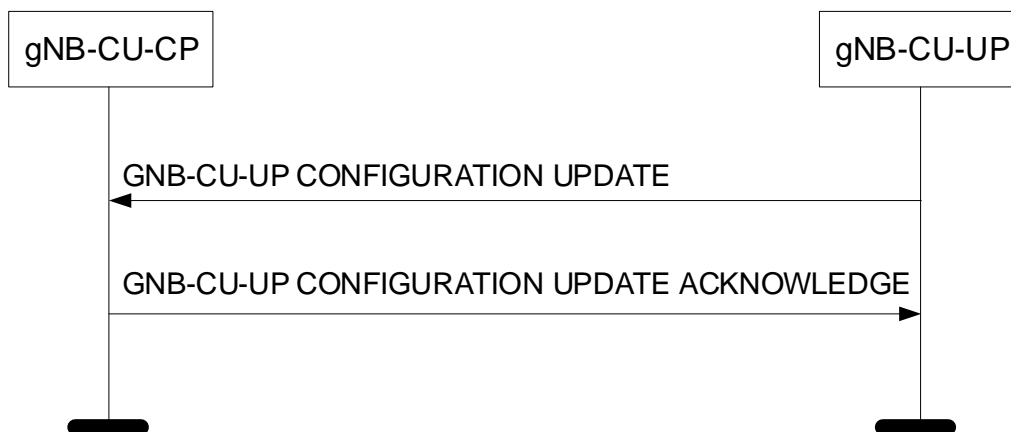 gNB-CU-CP
gNB-CU-UP
GNB-CU-UP CONFIGURATION UPDATE
GNB-CU-UP CONFIGURATION UPDATE ACKNOWLEDGE